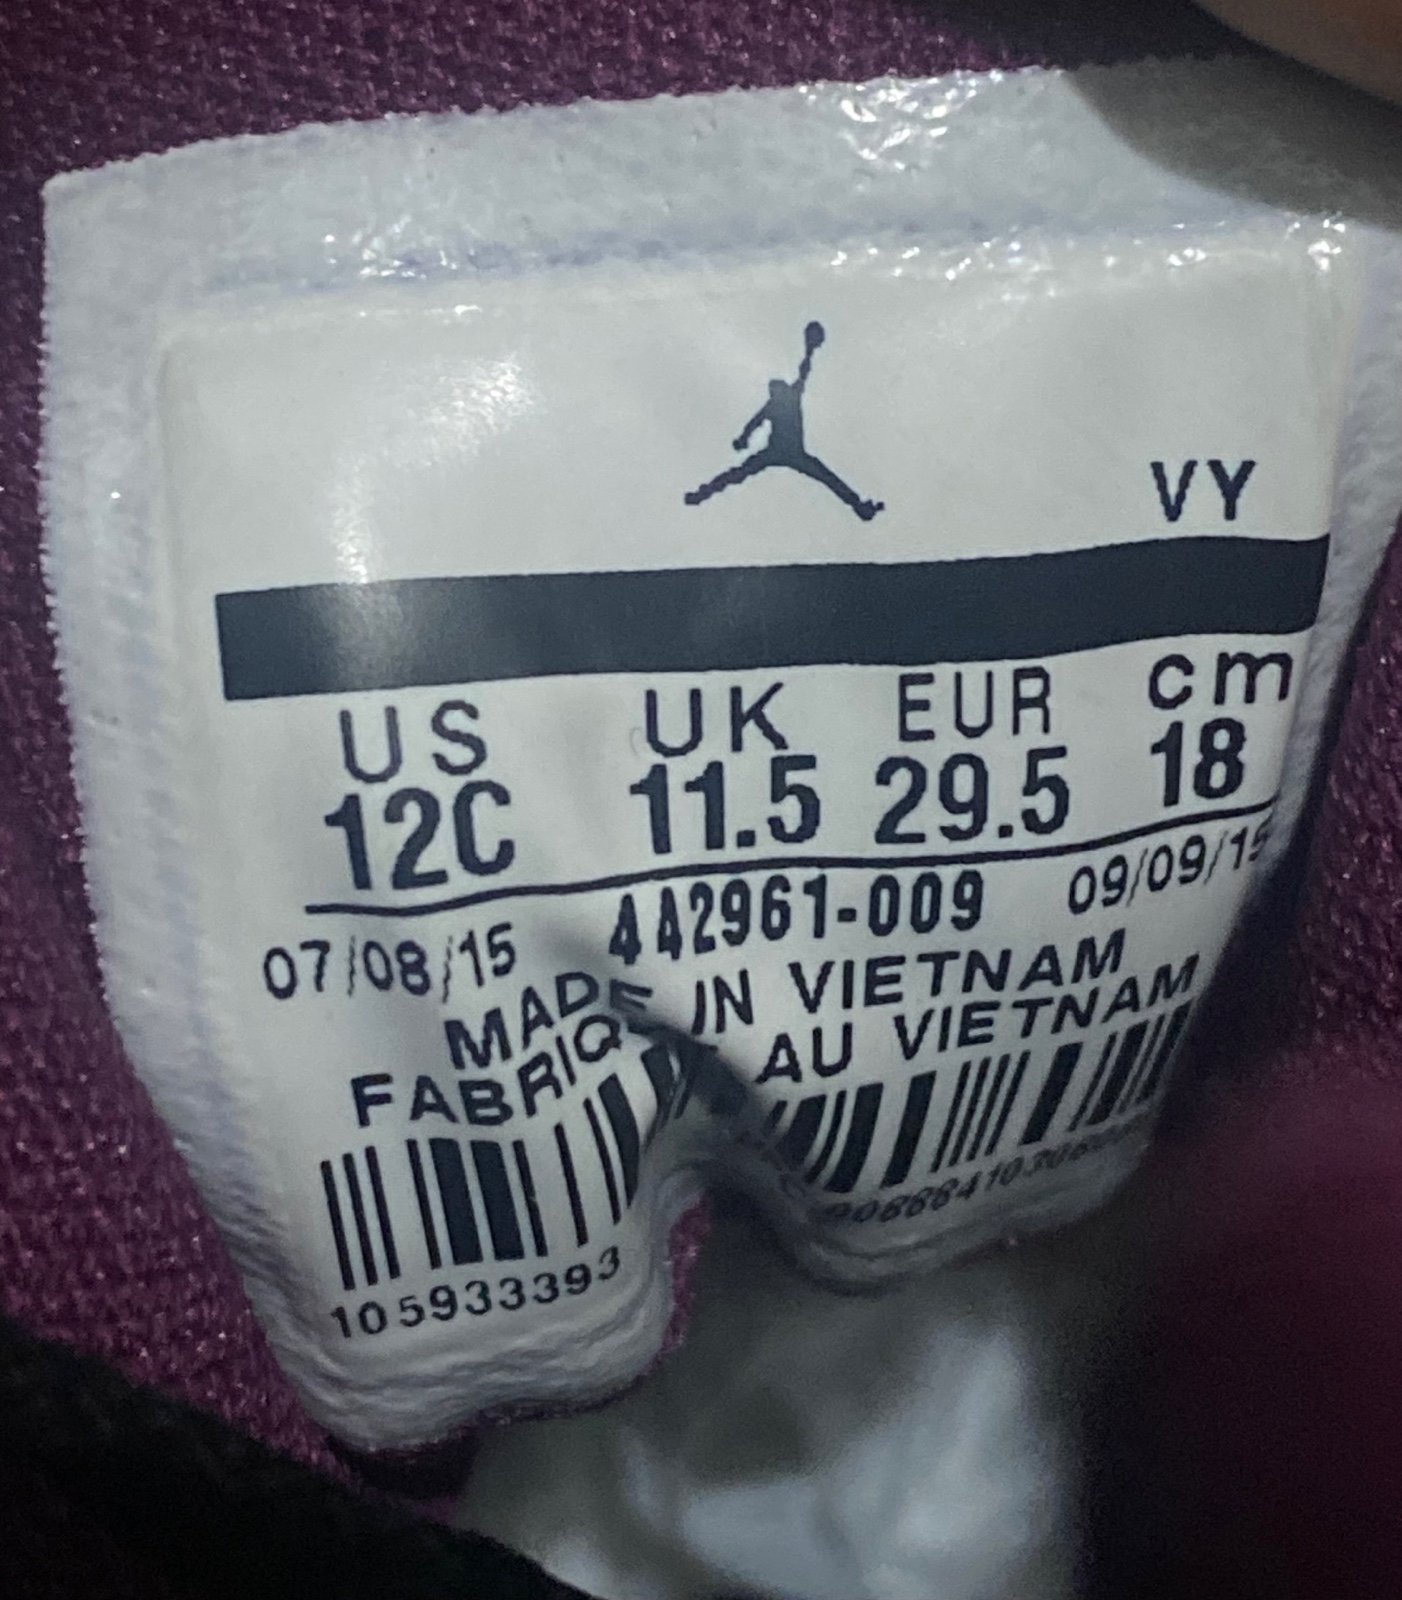 VY
US UK EUR cm
12C 11.5 29.5 18
07/08/15 442961-009 09/09/15
MADE IN VIETNAM
FABRIQ AU VIETNAM
105933393